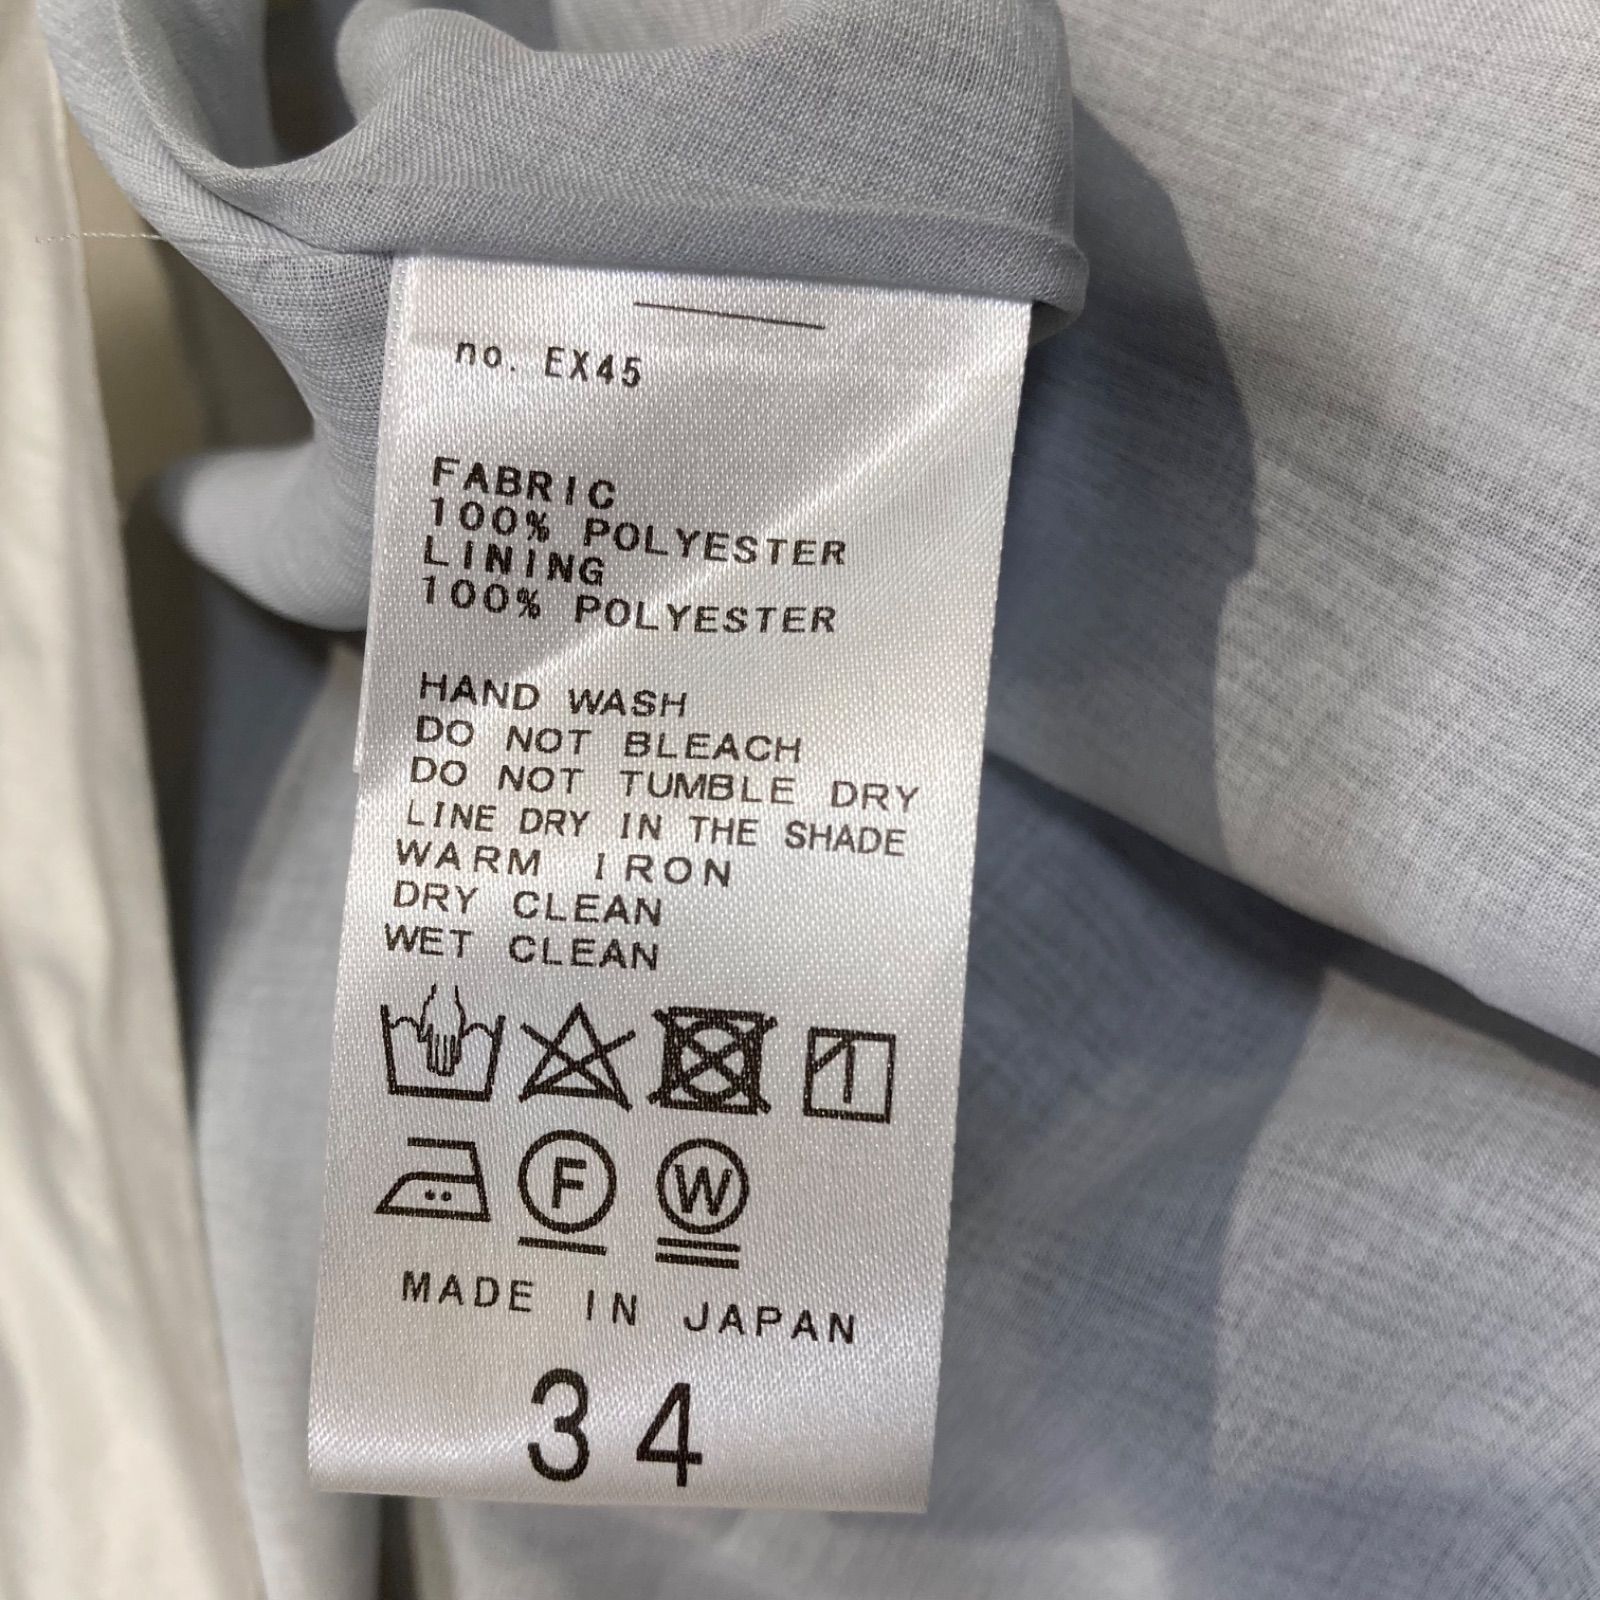 no. EX45
FABRIC
100% POLYESTER
LINING
100% POLYESTER
HAND WASH
DO NOT BLEACH
DO NOT TUMBLE DRY
LINE DRY IN THE SHADE
WARM IRON
DRY CLEAN
WET CLEAN
F W
MADE IN JAPAN
34